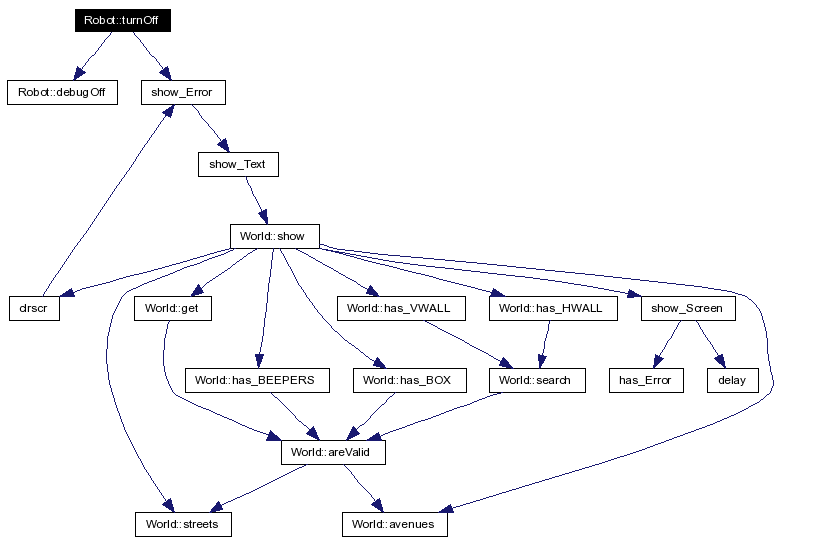 Robot::turnOff
Robot::debugOff
show_Error
show_Text
World::show
clrscr
World::get
World::has_VWALL
World::has_HWALL
show_Screen
World::has_BEEPERS
World::has_BOX
World::search
has_Error
delay
World::areValid
World::streets
World::avenues